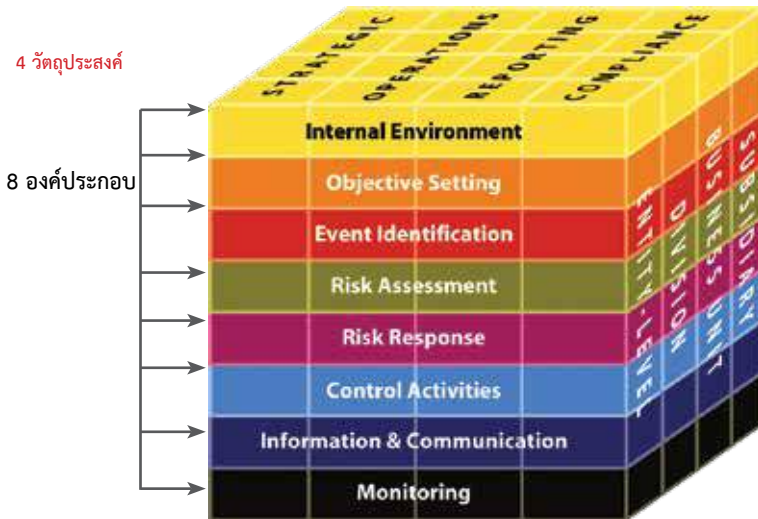 4 วัตถุประสงค์
STRATEGIC
OPERATIONS
REPORTING
COMPLIANCE
8 องค์ประกอบ
Internal Environment
Objective Setting
Event Identification
Risk Assessment
Risk Response
Control Activities
Information & Communication
Monitoring
ENTITY-LEVEL
DIVISION
BUSINESS UNIT
SUBSIDIARY